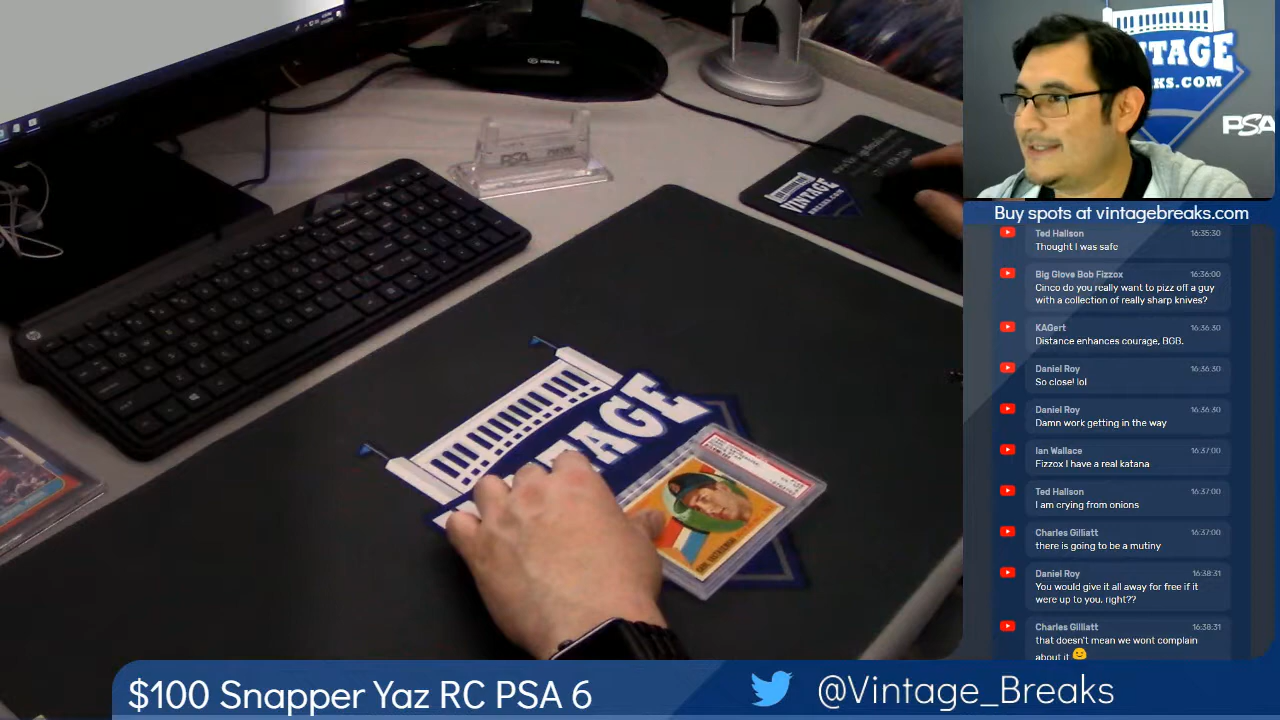 VINTAGE
BREAKS.COM
PSA
PSA
VINTAGE
BREAKS.COM
TAGE
Buy spots at vintagebreaks.com
Ted Hallson 16:35:30
Thought I was safe
Big Glove Bob Fizzox 16:36:00
Cinco do you really want to pizz off a guy
with a collection of really sharp knives?
KAGert 16:36:30
Distance enhances courage, BGB.
Daniel Roy 16:36:30
So close! lol
Daniel Roy 16:36:30
Damn work getting in the way
Ian Wallace 16:37:00
Fizzox I have a real katana
Ted Hallson 16:37:00
I am crying from onions
Charles Gilliatt 16:37:00
there is going to be a mutiny
Daniel Roy 16:38:31
You would give it all away for free if it
were up to you, right??
Charles Gilliatt 16:38:31
that doesn't mean we wont complain
about it
$100 Snapper Yaz RC PSA 6
@Vintage_Breaks